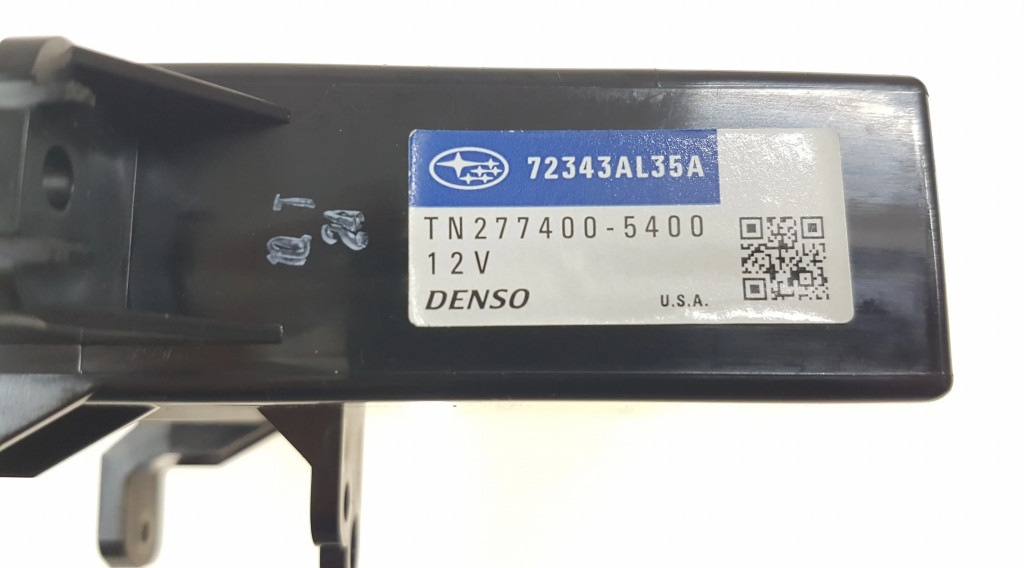 72343AL35A
TN277400-5400
12V
DENSO
U.S.A.